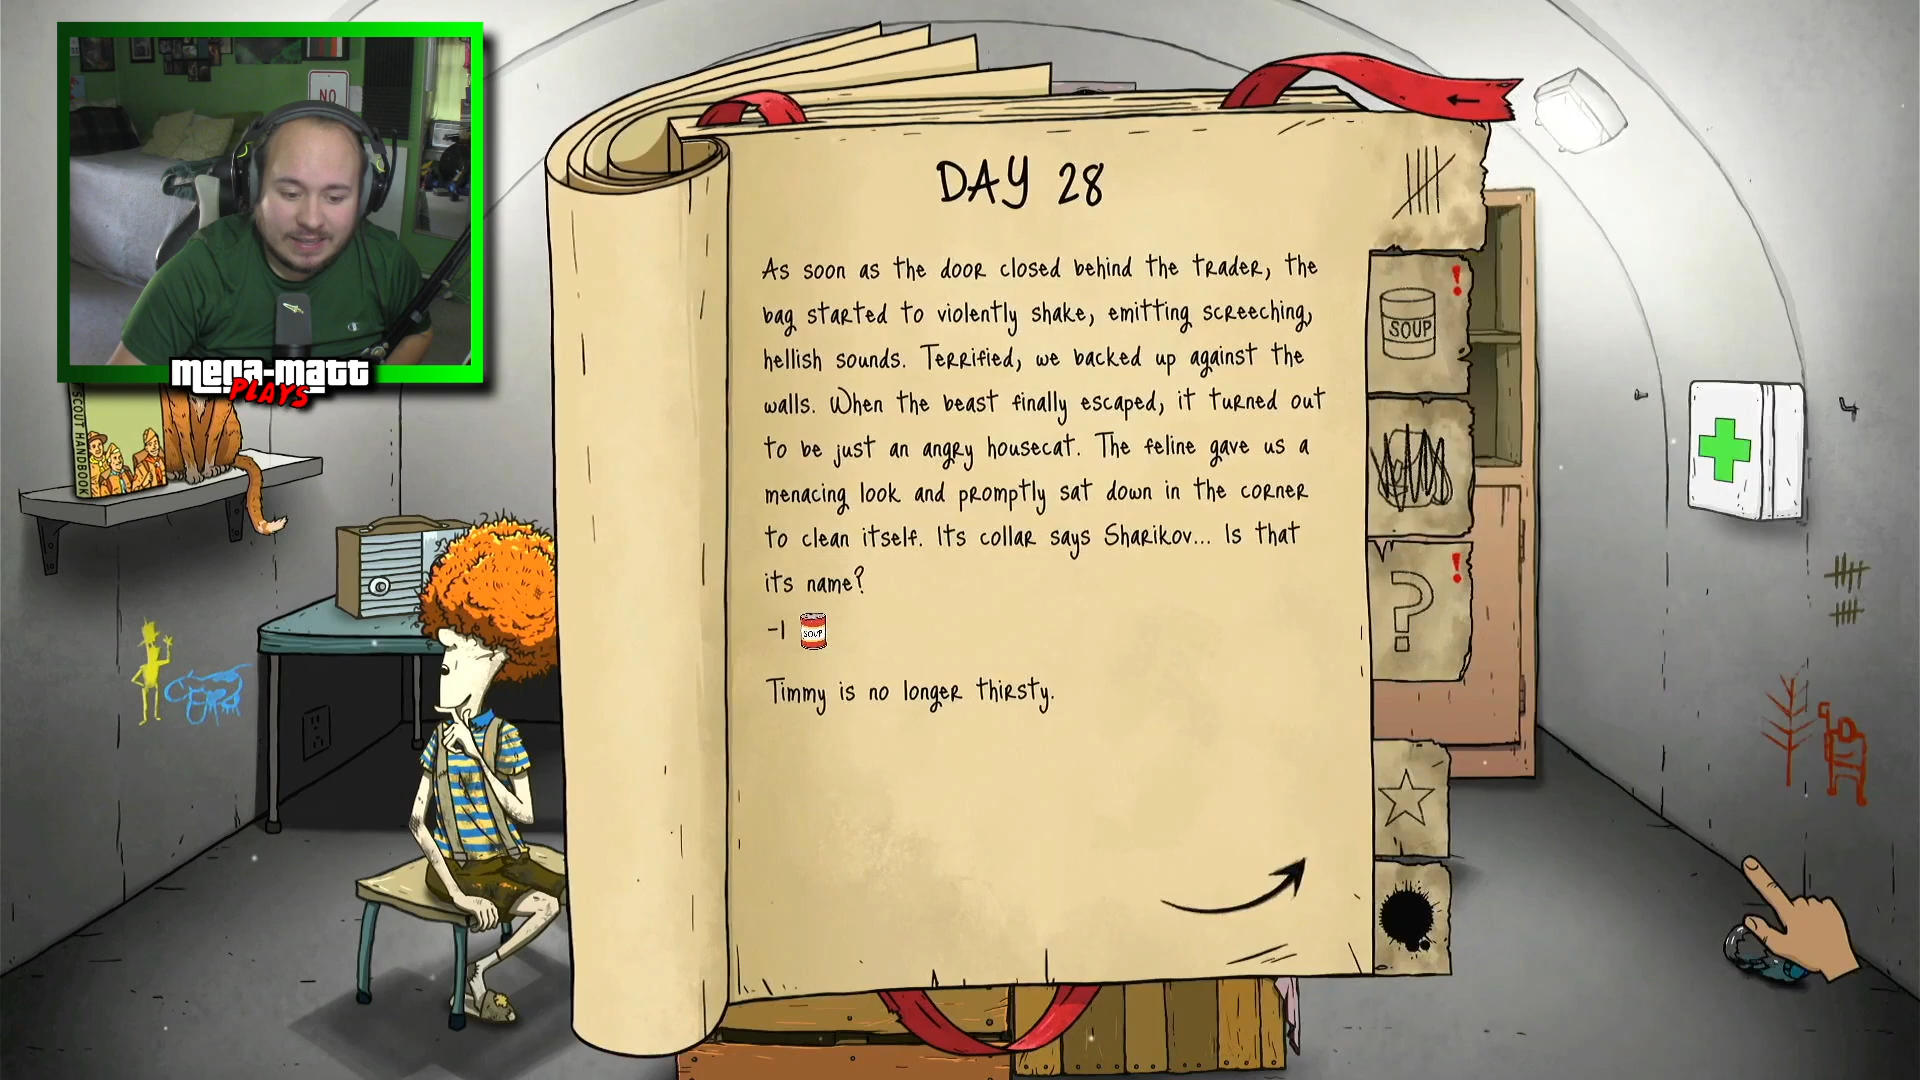 NO
MEGA-MATT
PLAYS
SCOUT HANDBOOK
DAY 28
As soon as the door closed behind the trader, the
bag started to violently shake, emitting screeching,
hellish sounds. Terrified, we backed up against the
walls. When the beast finally escaped, it turned out
to be just an angry housecat. The feline gave us a
menacing look and promptly sat down in the corner
to clean itself. Its collar says Sharikov... Is that
its name?
-1 SOUP
Timmy is no longer thirsty.
!
SOUP
!
?